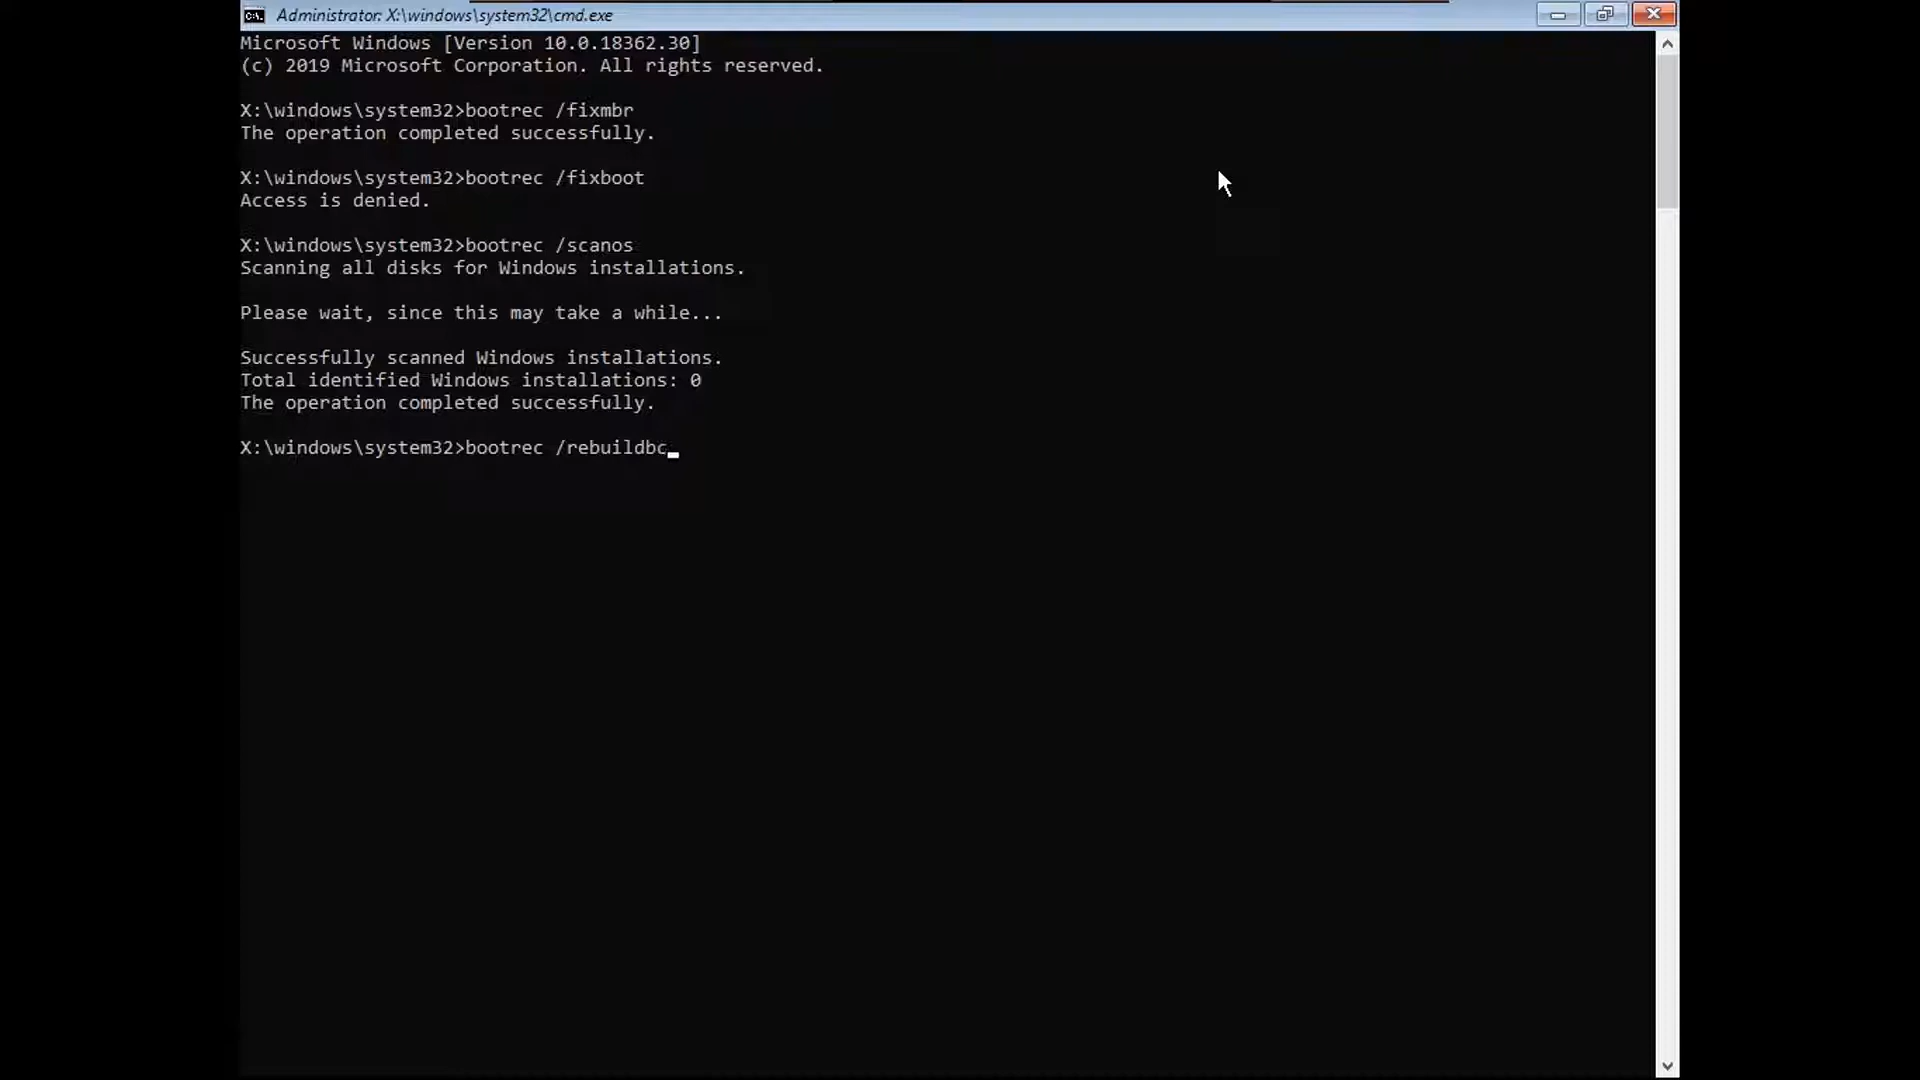 Administrator: X:\windows\system32\cmd.exe
Microsoft Windows [Version 10.0.18362.30]
(c) 2019 Microsoft Corporation. All rights reserved.
X:\windows\system32>bootrec /fixmbr
The operation completed successfully.
X:\windows\system32>bootrec /fixboot
Access is denied.
X:\windows\system32>bootrec /scanos
Scanning all disks for Windows installations.
Please wait, since this may take a while...
Successfully scanned Windows installations.
Total identified Windows installations: 0
The operation completed successfully.
X:\windows\system32>bootrec /rebuildbc